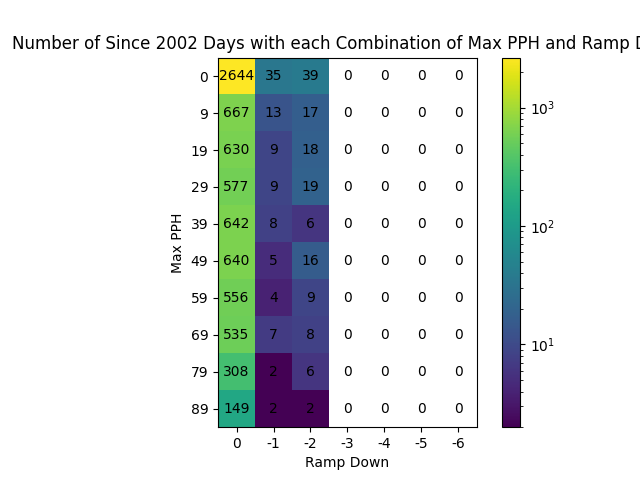 Number of Since 2002 Days with each Combination of Max PPH and Ramp
0 2644 35 39 0 0 0 0
9 667 13 17 0 0 0 0
19 630 9 18 0 0 0 0
29 577 9 19 0 0 0 0
39 642 8 6 0 0 0 0
49 640 5 16 0 0 0 0
59 556 4 9 0 0 0 0
69 535 7 8 0 0 0 0
79 308 2 6 0 0 0 0
89 149 2 2 0 0 0 0
0 -1 -2 -3 -4 -5 -6
Ramp Down
Max PPH
10³
10²
10¹